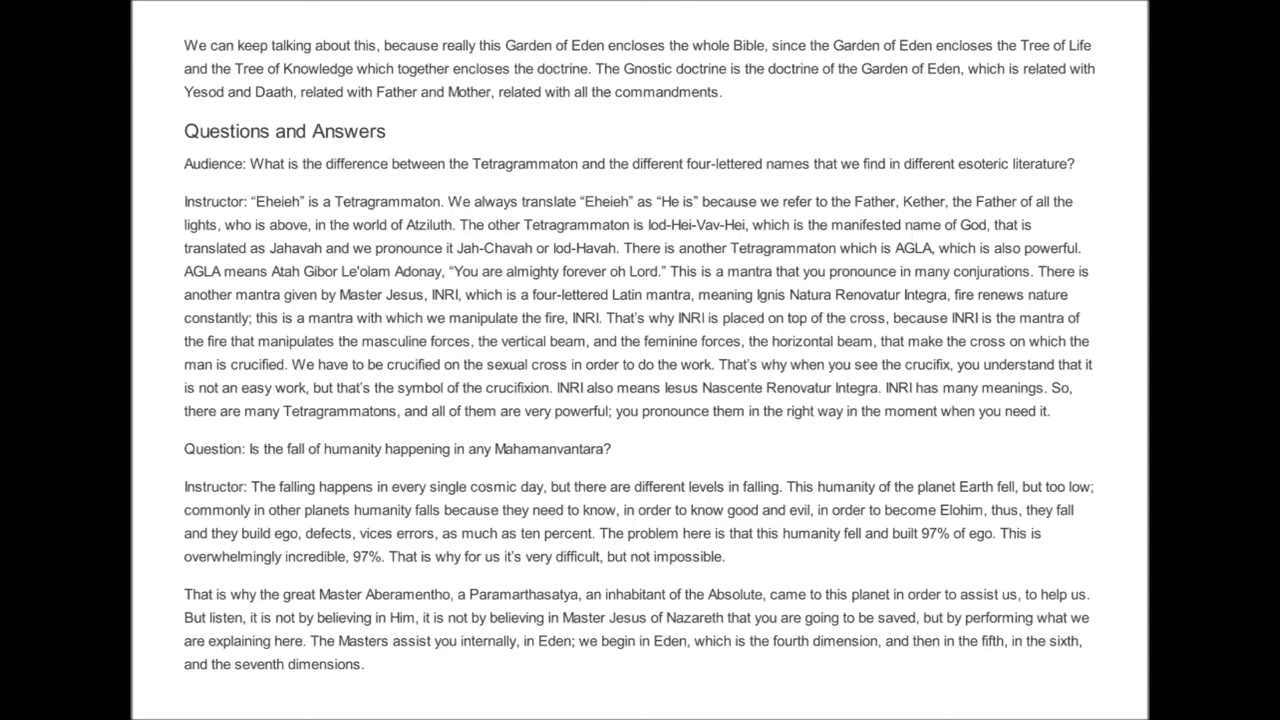 We can keep talking about this, because really this Garden of Eden encloses the whole Bible, since the Garden of Eden encloses the Tree of Life
and the Tree of Knowledge which together encloses the doctrine. The Gnostic doctrine is the doctrine of the Garden of Eden, which is related with
Yesod and Daath, related with Father and Mother, related with all the commandments.
Questions and Answers
Audience: What is the difference between the Tetragrammaton and the different four-lettered names that we find in different esoteric literature?
Instructor: “Eheieh” is a Tetragrammaton. We always translate “Eheieh” as “He is” because we refer to the Father, Kether, the Father of all the
lights, who is above, in the world of Atziluth. The other Tetragrammaton is Iod-Hei-Vav-Hei, which is the manifested name of God, that is
translated as Jahavah and we pronounce it Jah-Chavah or Iod-Havah. There is another Tetragrammaton which is AGLA, which is also powerful.
AGLA means Atah Gibor Le'olam Adonay, “You are almighty forever oh Lord.” This is a mantra that you pronounce in many conjurations. There is
another mantra given by Master Jesus, INRI, which is a four-lettered Latin mantra, meaning Ignis Natura Renovatur Integra, fire renews nature
constantly; this is a mantra with which we manipulate the fire, INRI. That’s why INRI is placed on top of the cross, because INRI is the mantra of
the fire that manipulates the masculine forces, the vertical beam, and the feminine forces, the horizontal beam, that make the cross on which the
man is crucified. We have to be crucified on the sexual cross in order to do the work. That’s why when you see the crucifix, you understand that it
is not an easy work, but that’s the symbol of the crucifixion. INRI also means Iesus Nascente Renovatur Integra. INRI has many meanings. So,
there are many Tetragrammatons, and all of them are very powerful; you pronounce them in the right way in the moment when you need it.
Question: Is the fall of humanity happening in any Mahamanvantara?
Instructor: The falling happens in every single cosmic day, but there are different levels in falling. This humanity of the planet Earth fell, but too low;
commonly in other planets humanity falls because they need to know, in order to know good and evil, in order to become Elohim, thus, they fall
and they build ego, defects, vices errors, as much as ten percent. The problem here is that this humanity fell and built 97% of ego. This is
overwhelmingly incredible, 97%. That is why for us it’s very difficult, but not impossible.
That is why the great Master Aberamentho, a Paramarthasatya, an inhabitant of the Absolute, came to this planet in order to assist us, to help us.
But listen, it is not by believing in Him, it is not by believing in Master Jesus of Nazareth that you are going to be saved, but by performing what we
are explaining here. The Masters assist you internally, in Eden; we begin in Eden, which is the fourth dimension, and then in the fifth, in the sixth,
and the seventh dimensions.